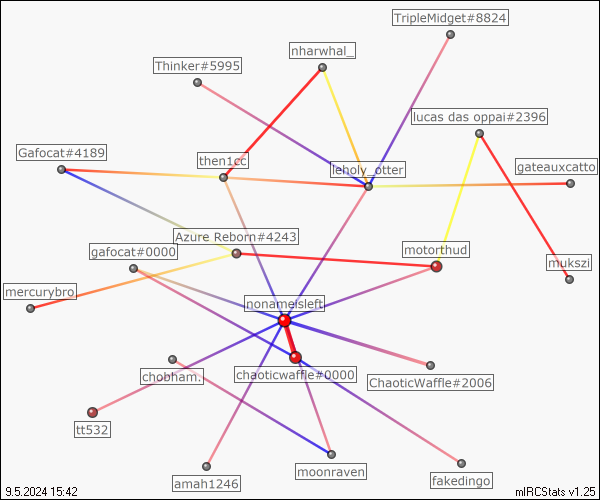 TripleMidget#8824
nharwhal_
Thinker#5995
lucas das oppai#2396
Gafocat#4189
then1cc
leholy_otter
gateauxcatto
Azure Reborn#4243
gafocat#0000
motorthud
mukszi
mercurybro
nonameisleft
chobham.
chaoticwaffle#0000
ChaoticWaffle#2006
tt532
amah1246
moonraven
fakedingo
9.5.2024 15:42
mIRCStats v1.25